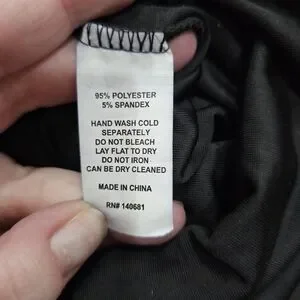 95% POLYESTER
5% SPANDEX
HAND WASH COLD
SEPARATELY
DO NOT BLEACH
LAY FLAT TO DRY
DO NOT IRON
CAN BE DRY CLEANED
MADE IN CHINA
RN# 140681